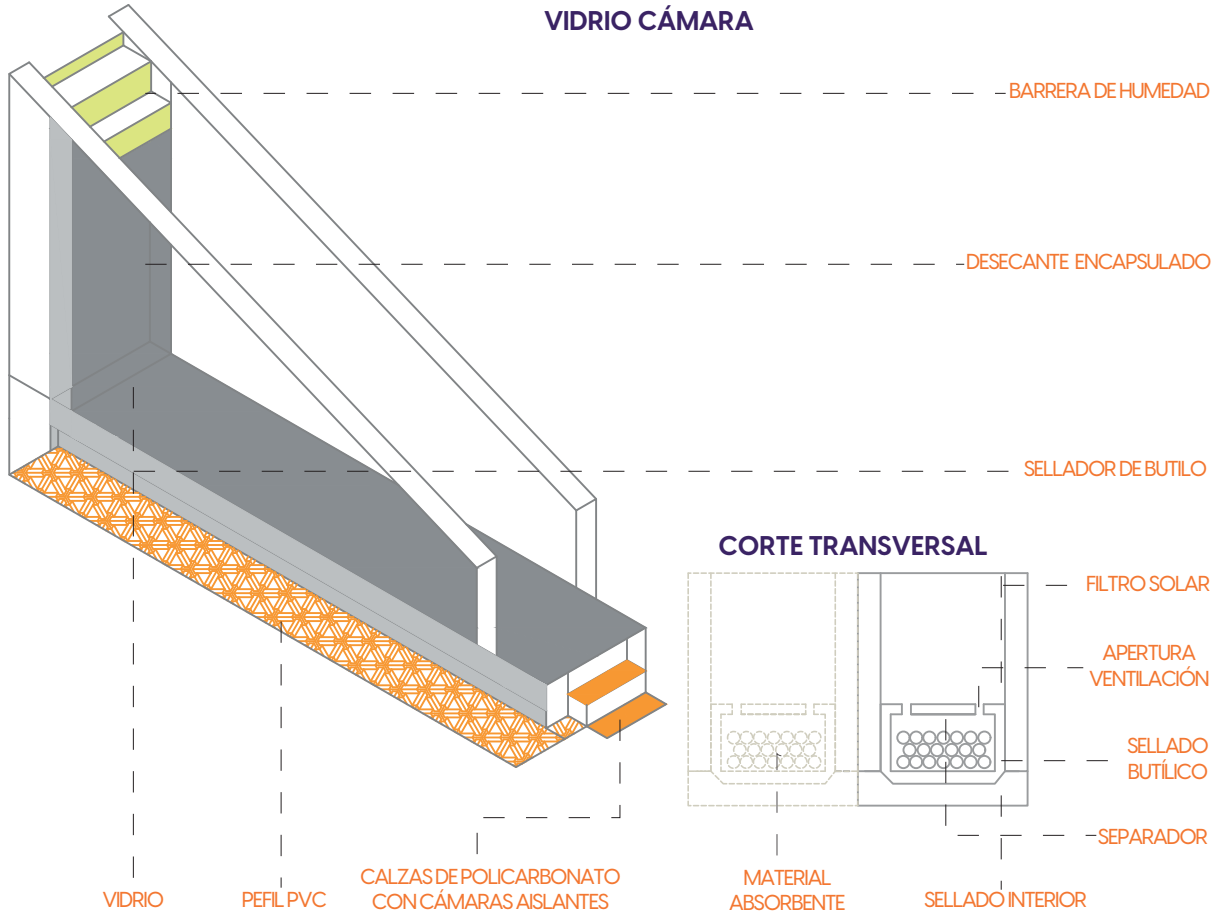 VIDRIO CÁMARA
BARRERA DE HUMEDAD
DESECANTE ENCAPSULADO
SELLADOR DE BUTILO
CORTE TRANSVERSAL
FILTRO SOLAR
APERTURA
VENTILACIÓN
SELLADO
BUTÍLICO
SEPARADOR
VIDRIO
PEFIL PVC
CALZAS DE POLICARBONATO
CON CÁMARAS AISLANTES
MATERIAL
ABSORBENTE
SELLADO INTERIOR